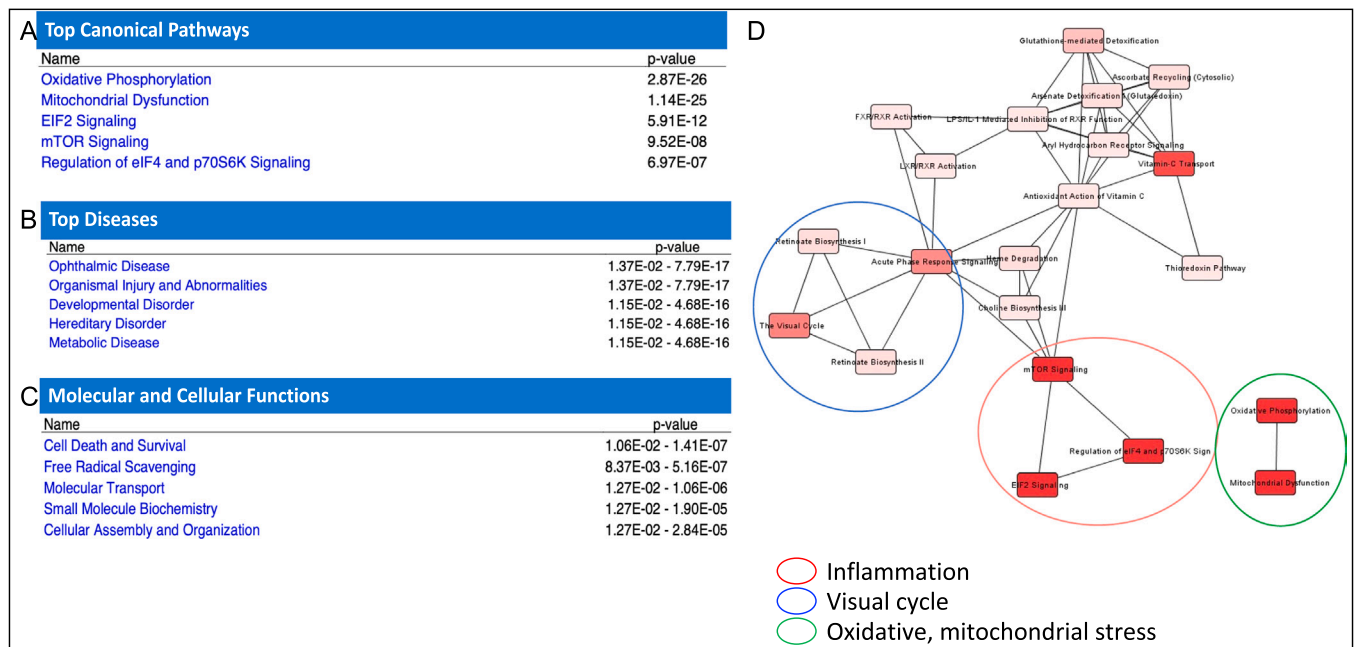 A Top Canonical Pathways
Name p-value
Oxidative Phosphorylation 2.87E-26
Mitochondrial Dysfunction 1.14E-25
EIF2 Signaling 5.91E-12
mTOR Signaling 9.52E-08
Regulation of eIF4 and p70S6K Signaling 6.97E-07
B Top Diseases
Name p-value
Ophthalmic Disease 1.37E-02 - 7.79E-17
Organismal Injury and Abnormalities 1.37E-02 - 7.79E-17
Developmental Disorder 1.15E-02 - 4.68E-16
Hereditary Disorder 1.15E-02 - 4.68E-16
Metabolic Disease 1.15E-02 - 4.68E-16
C Molecular and Cellular Functions
Name p-value
Cell Death and Survival 1.06E-02 - 1.41E-07
Free Radical Scavenging 8.37E-03 - 5.16E-07
Molecular Transport 1.27E-02 - 1.06E-06
Small Molecule Biochemistry 1.27E-02 - 1.90E-05
Cellular Assembly and Organization 1.27E-02 - 2.84E-05
D
Glutathione-mediated Detoxification
Ascorbate Recycling (Cytosolic)
Arsenate Detoxification I (Glutaredoxin)
FXR/RXR Activation
LPS/IL-1 Mediated Inhibition of RXR Function
Aryl Hydrocarbon Receptor Signaling
LXR/RXR Activation
Vitamin-C Transport
Antioxidant Action of Vitamin C
Retinoate Biosynthesis I
Acute Phase Response Signaling
Heme Degradation
Thioredoxin Pathway
Choline Biosynthesis III
The Visual Cycle
Retinoate Biosynthesis II
mTOR Signaling
Oxidative Phosphorylation
Regulation of eIF4 and p70S6K Sign
EIF2 Signaling
Mitochondrial Dysfunction
Inflammation
Visual cycle
Oxidative, mitochondrial stress